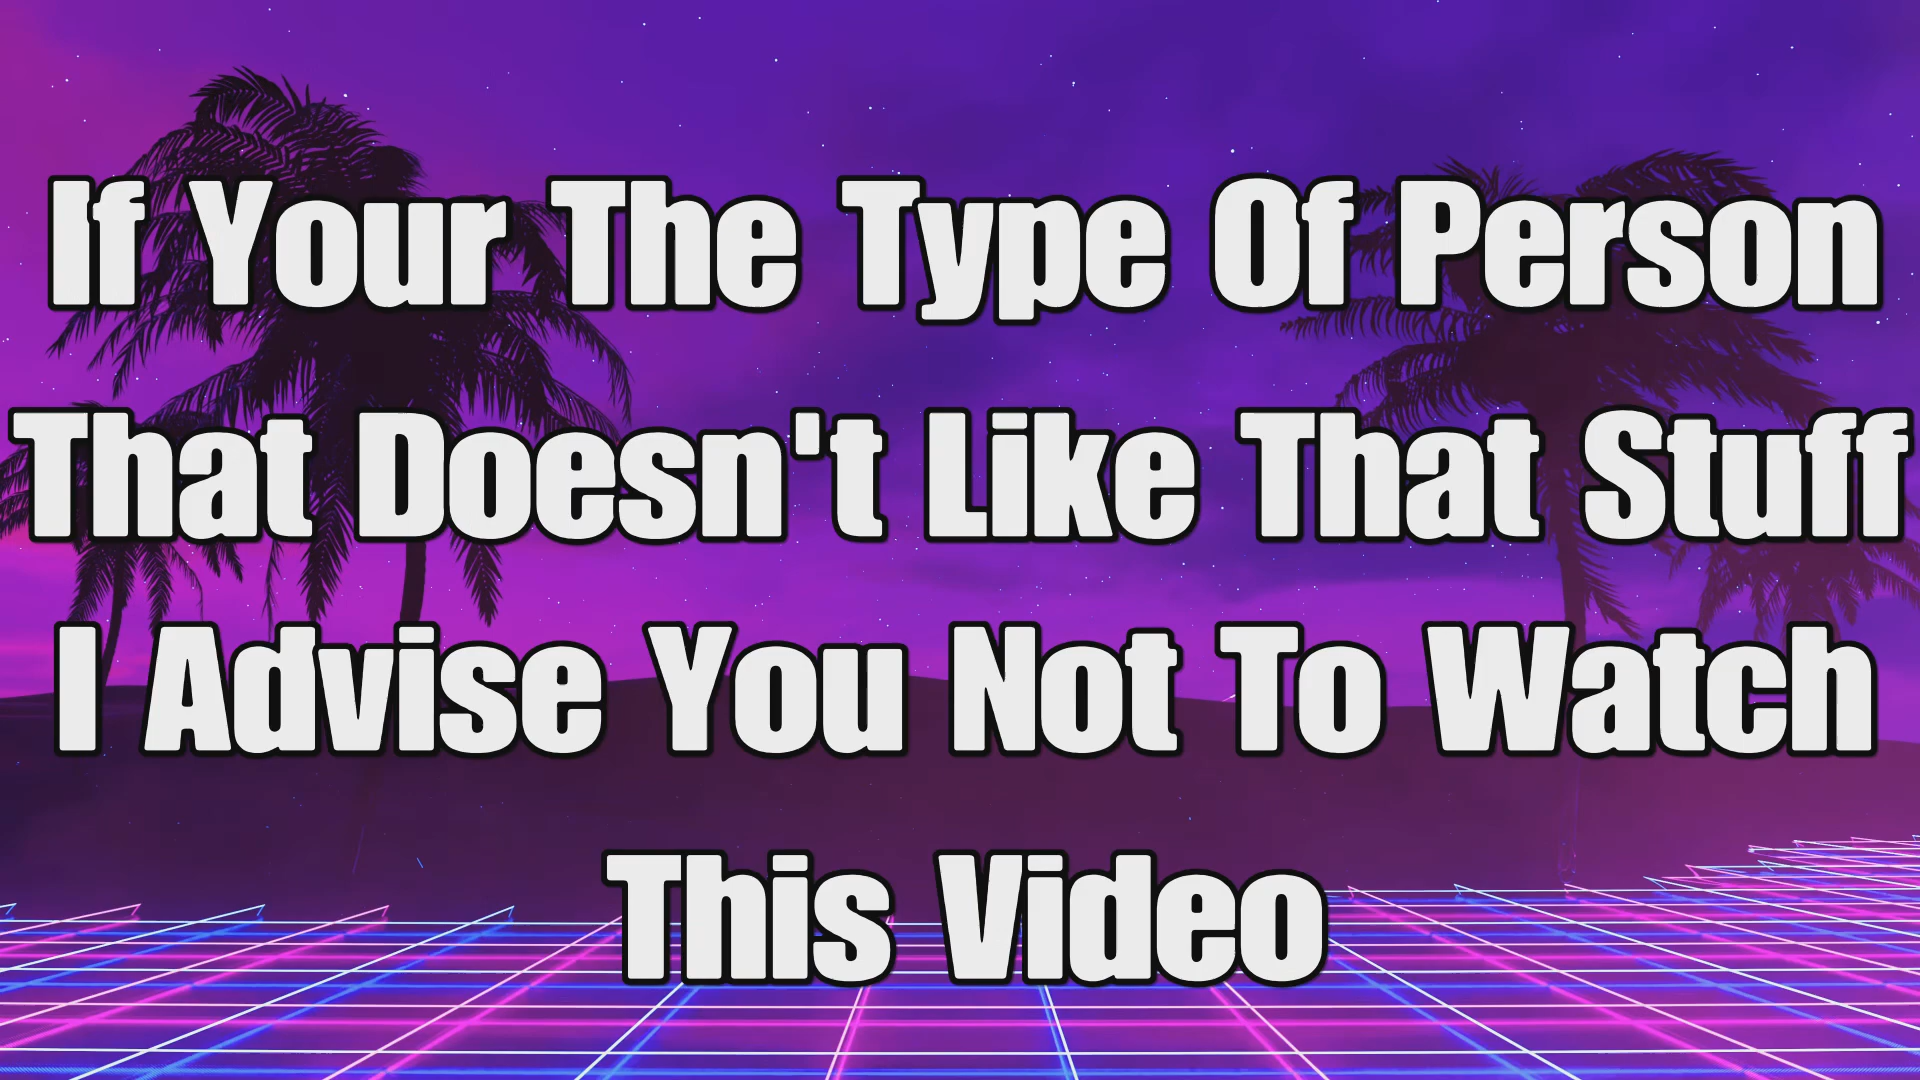 If Your The Type Of Person
That Doesn't Like That Stuff
I Advise You Not To Watch
This Video